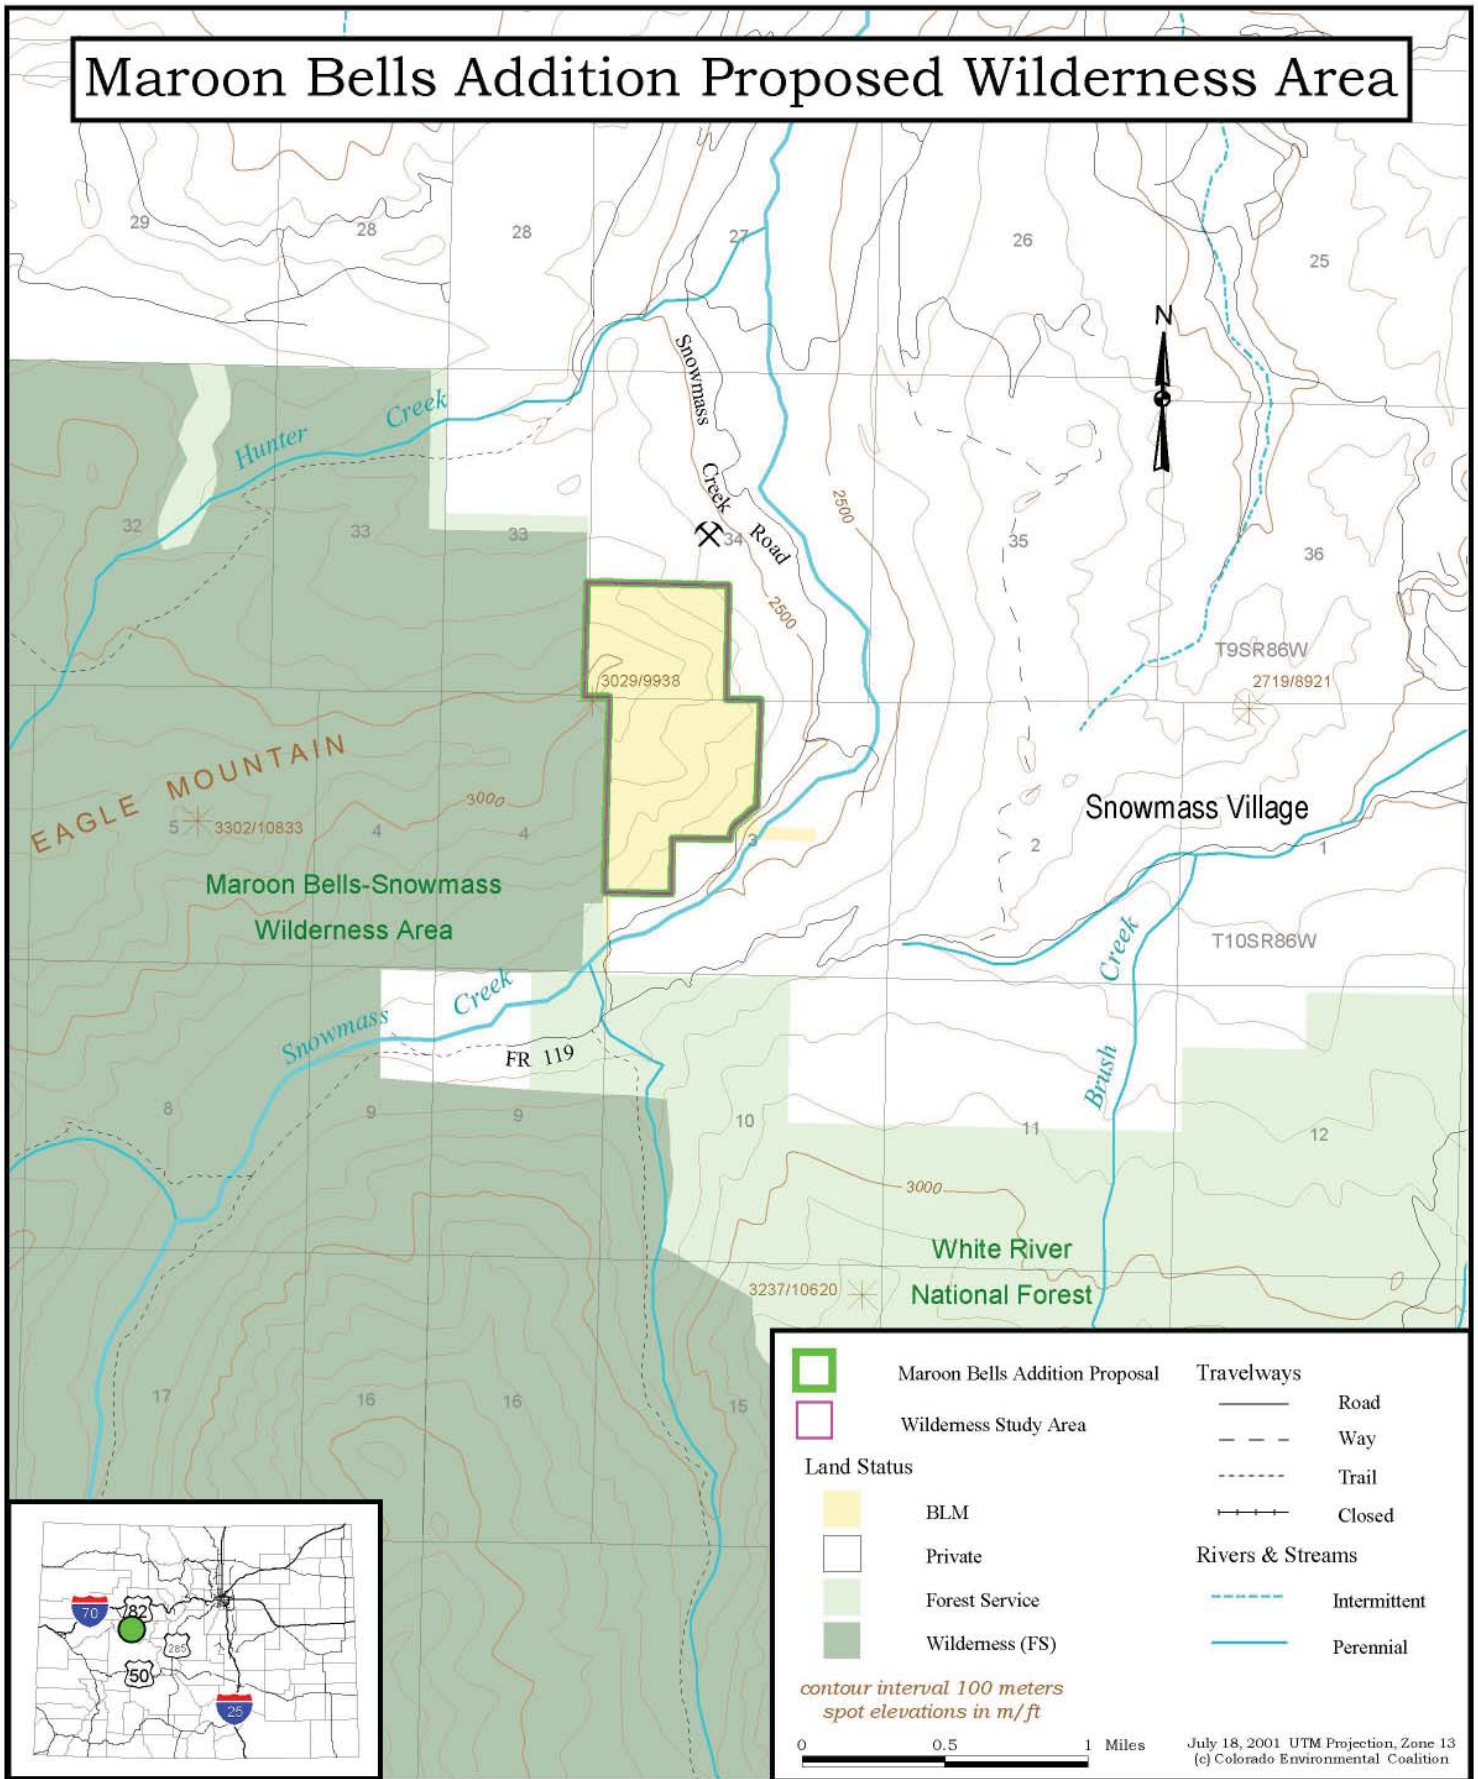 Maroon Bells Addition Proposed Wilderness Area
29
28
28
27
26
25
N
Snowmass
Creek
Road
Hunter
Creek
2500
32
33
33
34
35
36
2500
T9SR86W
3029/9938
2719/8921
EAGLE MOUNTAIN
3000
5
3302/10833
4
4
3
2
1
Snowmass Village
Maroon Bells-Snowmass
Wilderness Area
T10SR86W
Snowmass
Creek
Creek
Brush
FR 119
8
9
9
10
11
12
3000
White River
National Forest
3237/10620
17
16
16
15
Maroon Bells Addition Proposal
Wilderness Study Area
Land Status
BLM
Private
Forest Service
Wilderness (FS)
Travelways
Road
Way
Trail
Closed
Rivers & Streams
Intermittent
Perennial
contour interval 100 meters
spot elevations in m/ft
0 0.5 1 Miles
July 18, 2001 UTM Projection, Zone 13
(c) Colorado Environmental Coalition
70
82
285
50
25